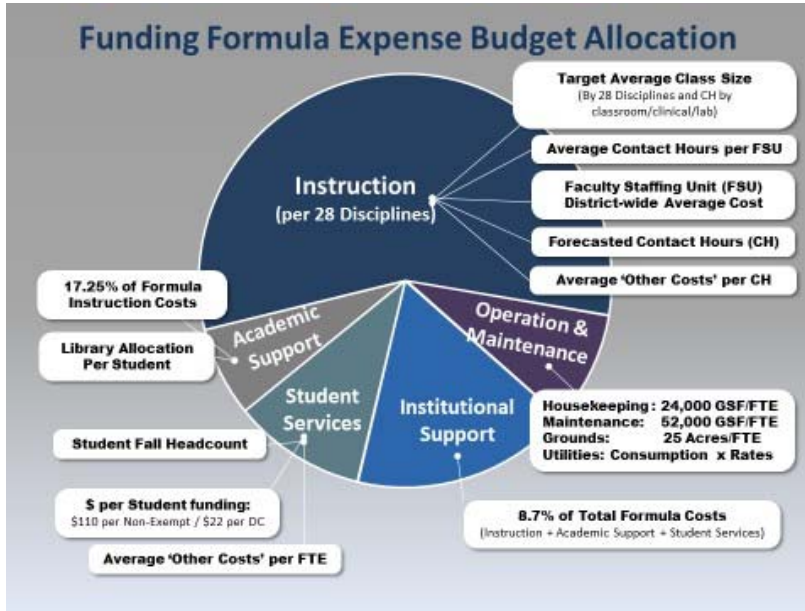 Funding Formula Expense Budget Allocation
Target Average Class Size
(By 28 Disciplines and CH by
classroom/clinical/lab)
Average Contact Hours per FSU
Instruction
(per 28 Disciplines)
Faculty Staffing Unit (FSU)
District-wide Average Cost
Forecasted Contact Hours (CH)
Average ‘Other Costs’ per CH
17.25% of Formula
Instruction Costs
Library Allocation
Per Student
Academic
Support
Operation &
Maintenance
Student
Services
Institutional
Support
Housekeeping: 24,000 GSF/FTE
Maintenance: 52,000 GSF/FTE
Grounds: 25 Acres/FTE
Utilities: Consumption x Rates
Student Fall Headcount
$ per Student funding:
$110 per Non-Exempt / $22 per DC
Average ‘Other Costs’ per FTE
8.7% of Total Formula Costs
(Instruction + Academic Support + Student Services)